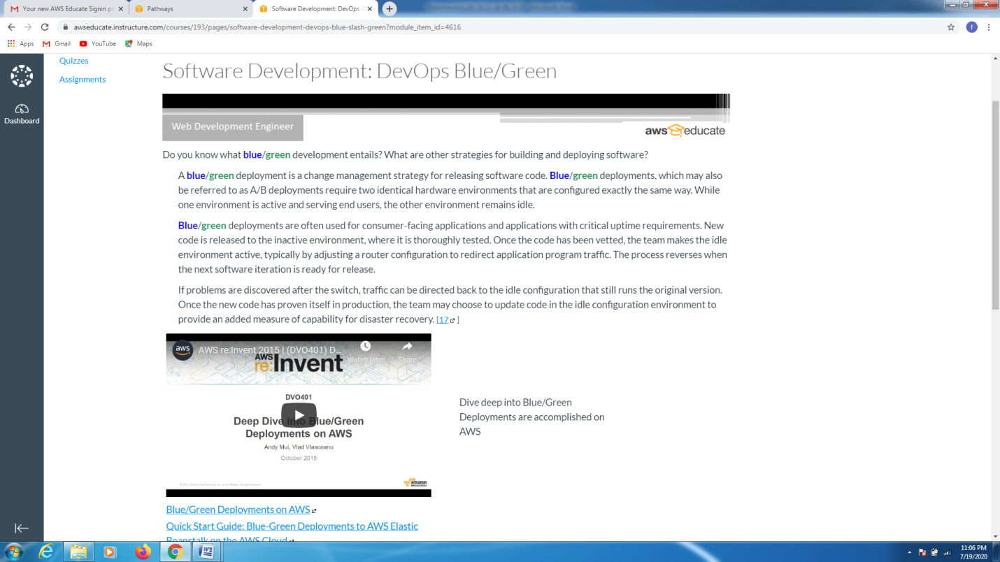 Your new AWS Educate Signin pa
Pathways
Software Development: DevOps
awseducate.instructure.com/courses/193/pages/software-development-devops-blue-slash-green?module_item_id=4616
f
Apps
Gmail
YouTube
Maps
Quizzes
Assignments
Dashboard
Software Development: DevOps Blue/Green
Web Development Engineer
aws educate
Do you know what blue/green development entails? What are other strategies for building and deploying software?
A blue/green deployment is a change management strategy for releasing software code. Blue/green deployments, which may also
be referred to as A/B deployments require two identical hardware environments that are configured exactly the same way. While
one environment is active and serving end users, the other environment remains idle.
Blue/green deployments are often used for consumer-facing applications and applications with critical uptime requirements. New
code is released to the inactive environment, where it is thoroughly tested. Once the code has been vetted, the team makes the idle
environment active, typically by adjusting a router configuration to redirect application program traffic. The process reverses when
the next software iteration is ready for release.
If problems are discovered after the switch, traffic can be directed back to the idle configuration that still runs the original version.
Once the new code has proven itself in production, the team may choose to update code in the idle configuration environment to
provide an added measure of capability for disaster recovery. [17 ]
aws
AWS re:Invent 2015 | (DVO401) D...
Watch later
Share
AWS
re:Invent
DVO401
Deep Dive into Blue/Green
Deployments on AWS
Andy Mui, Vlad Vlasceanu
October 2015
amazon
web services
Dive deep into Blue/Green
Deployments are accomplished on
AWS
Blue/Green Deployments on AWS
Quick Start Guide: Blue-Green Deployments to AWS Elastic
Beanstalk on the AWS Cloud
11:06 PM
7/19/2020